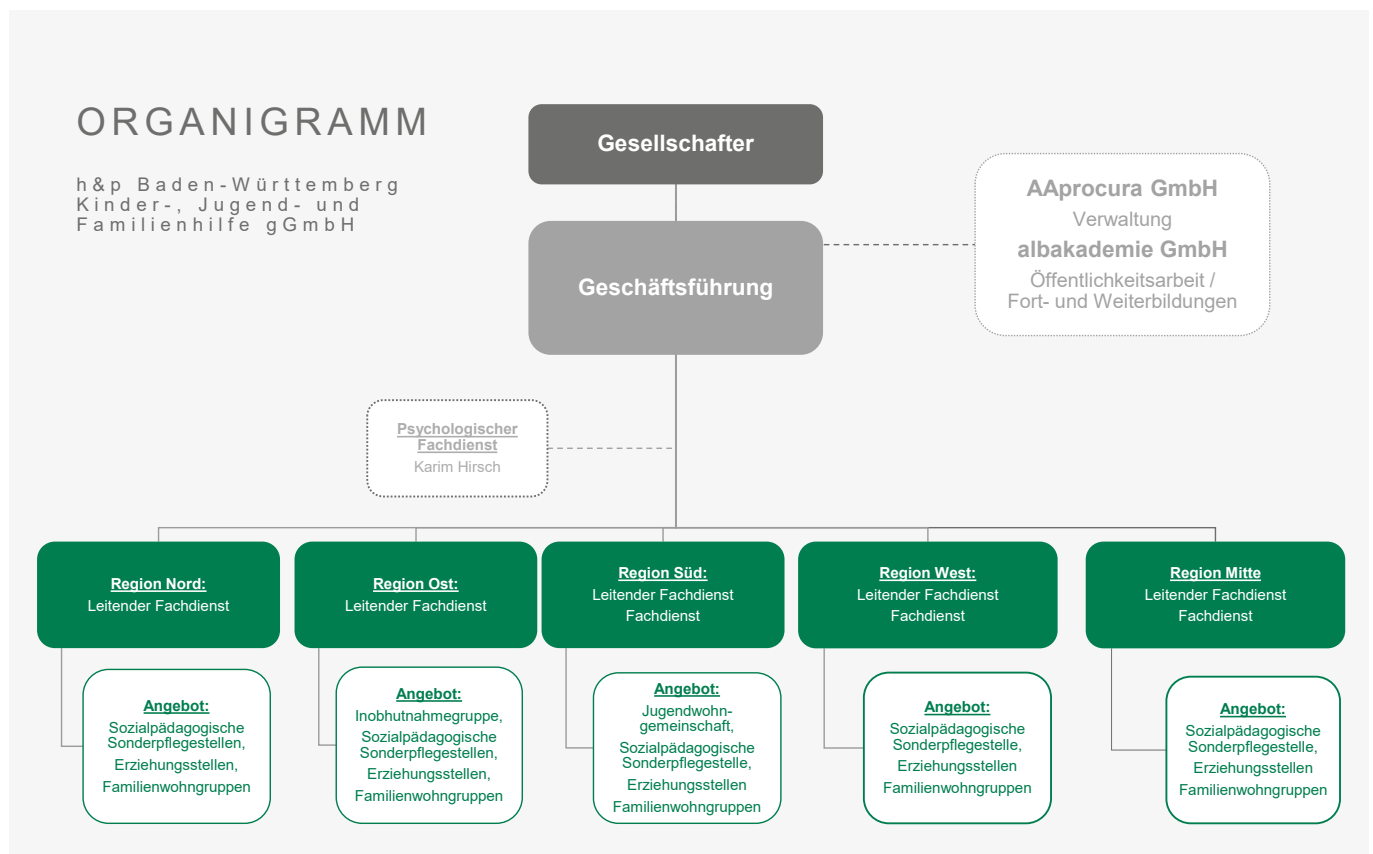 ORGANIGRAMM
h&p Baden-Württemberg
Kinder-, Jugend- und
Familienhilfe gGmbH
Gesellschafter
Geschäftsführung
AAprocura GmbH
Verwaltung
albakademie GmbH
Öffentlichkeitsarbeit /
Fort- und Weiterbildungen
Psychologischer
Fachdienst
Karim Hirsch
Region Nord:
Leitender Fachdienst
Region Ost:
Leitender Fachdienst
Region Süd:
Leitender Fachdienst
Fachdienst
Region West:
Leitender Fachdienst
Fachdienst
Region Mitte
Leitender Fachdienst
Fachdienst
Angebot:
Sozialpädagogische
Sonderpflegestellen,
Erziehungsstellen,
Familienwohngruppen
Angebot:
Inobhutnahmegruppe,
Sozialpädagogische
Sonderpflegestellen,
Erziehungsstellen,
Familienwohngruppen
Angebot:
Jugendwohn-
gemeinschaft,
Sozialpädagogische
Sonderpflegestelle,
Erziehungsstellen
Familienwohngruppen
Angebot:
Sozialpädagogische
Sonderpflegestelle,
Erziehungsstellen
Familienwohngruppen
Angebot:
Sozialpädagogische
Sonderpflegestelle,
Erziehungsstellen
Familienwohngruppen